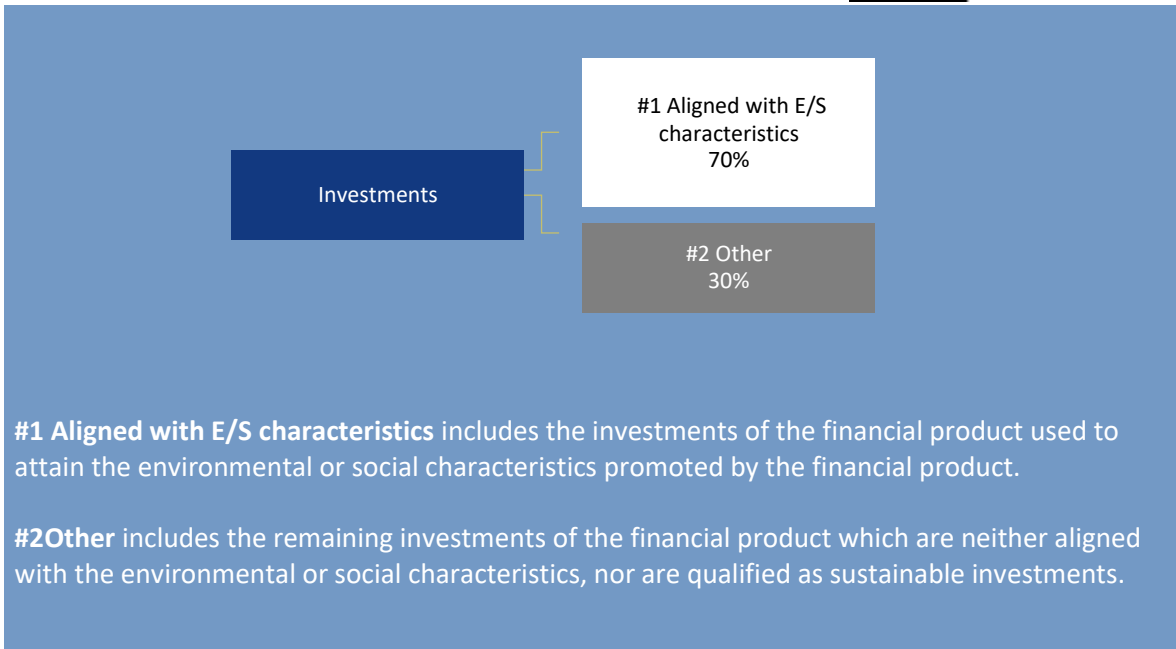 #1 Aligned with E/S
characteristics
70%
Investments
#2 Other
30%
#1 Aligned with E/S characteristics includes the investments of the financial product used to
attain the environmental or social characteristics promoted by the financial product.
#2Other includes the remaining investments of the financial product which are neither aligned
with the environmental or social characteristics, nor are qualified as sustainable investments.